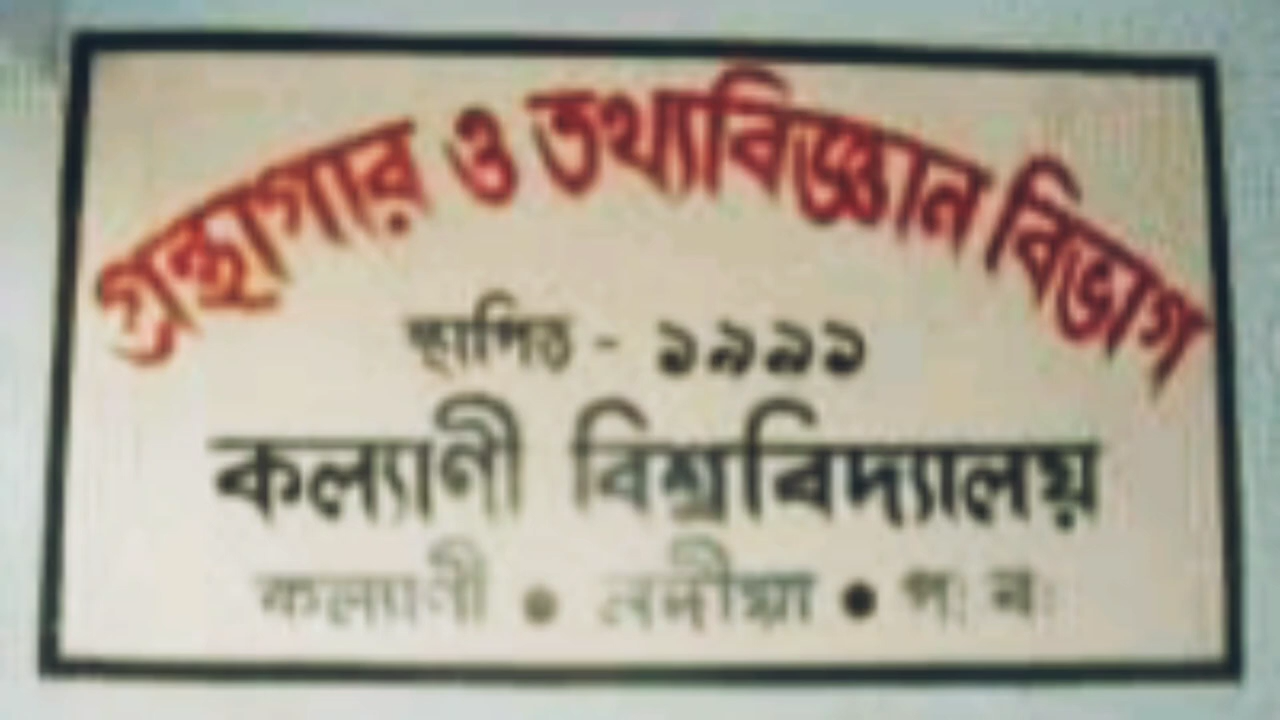 গ্রন্থাগার ও তথ্যবিজ্ঞান বিভাগ
স্থাপিত - ১৯৯১
কল্যাণী বিশ্ববিদ্যালয়
কল্যাণী • নদীয়া • প: ব: